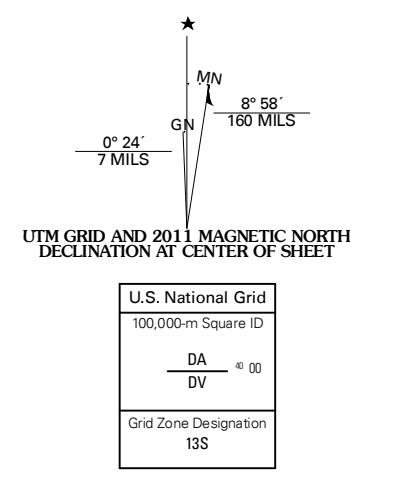 MN
8° 58´
160 MILS
GN
0° 24´
7 MILS
UTM GRID AND 2011 MAGNETIC NORTH
DECLINATION AT CENTER OF SHEET
U.S. National Grid
100,000-m Square ID
DA
40 00
DV
Grid Zone Designation
13S